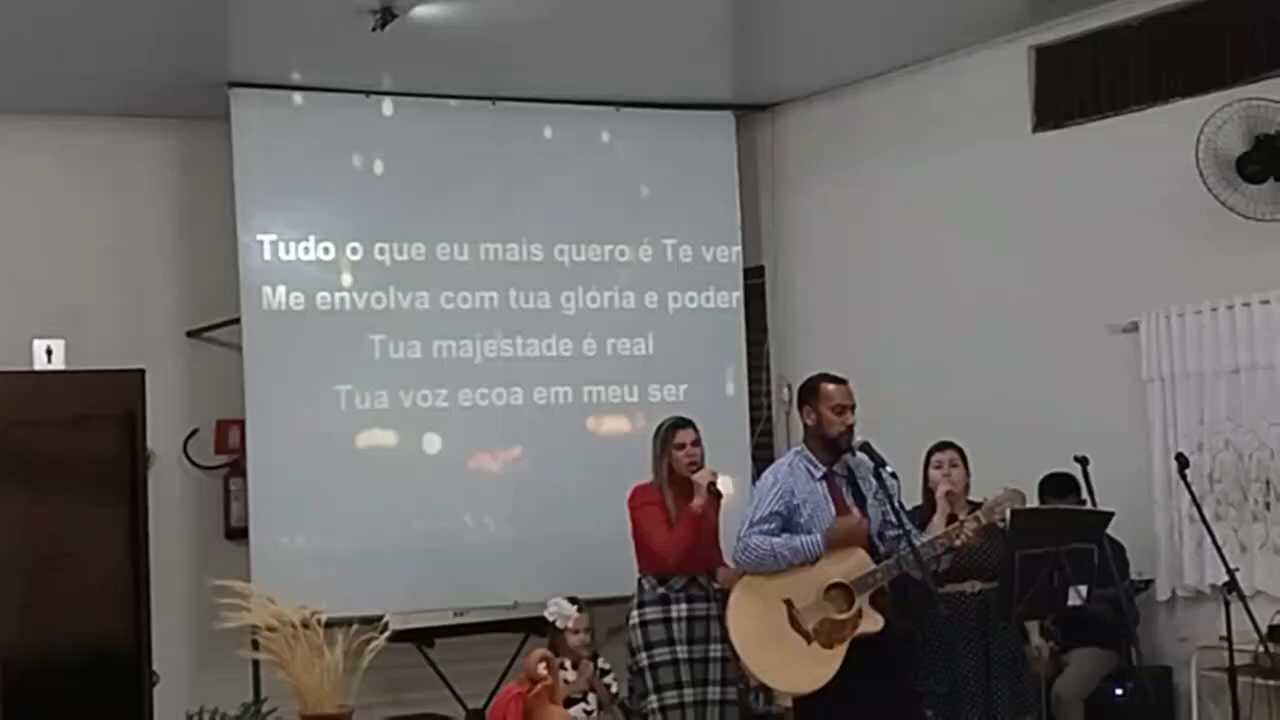 Tudo o que eu mais quero é Te ver
Me envolva com tua glória e poder
Tua majestade é real
Tua voz ecoa em meu ser